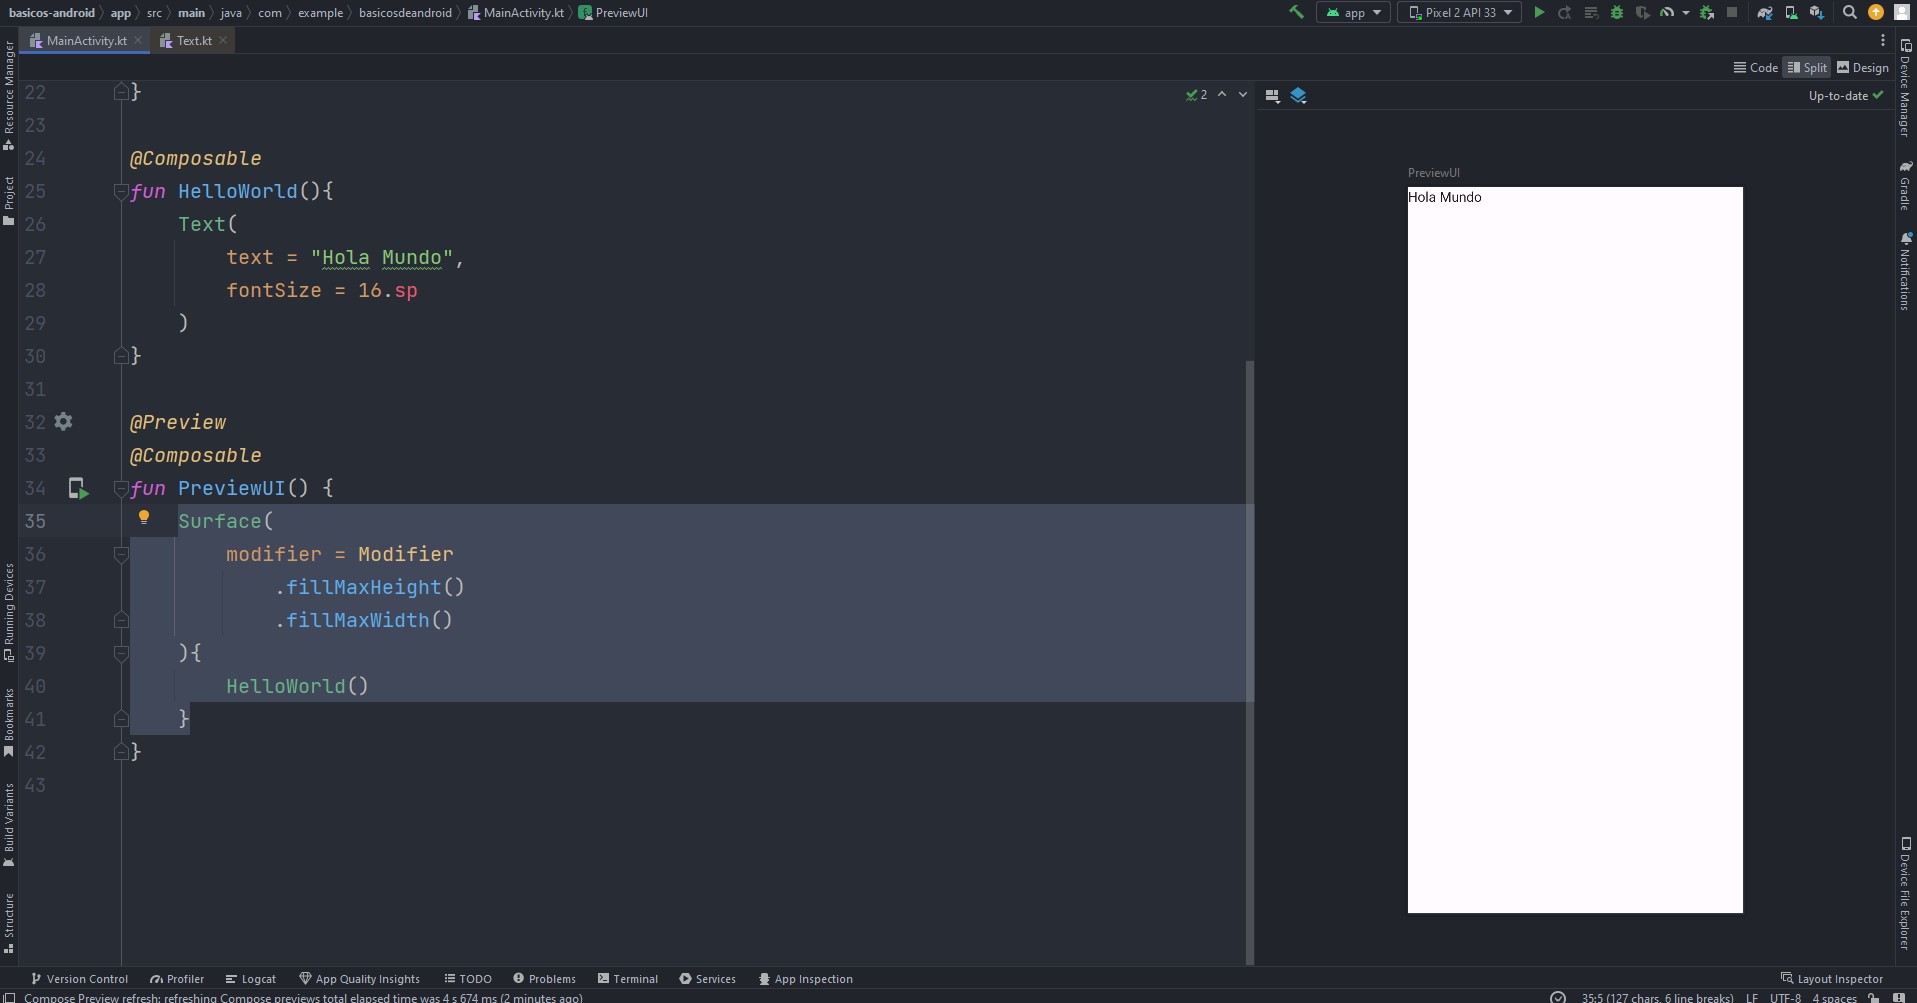 basicos-android app src main java com example basicosdeandroid MainActivity.kt PreviewUI app Pixel 2 API 33
MainActivity.kt Text.kt
Code Split Design
Up-to-date
2
22 }
23
24 @Composable
25 fun HelloWorld(){
26 Text(
27 text = "Hola Mundo",
28 fontSize = 16.sp
29 )
30 }
31
32 @Preview
33 @Composable
34 fun PreviewUI() {
35 Surface(
36 modifier = Modifier
37 .fillMaxHeight()
38 .fillMaxWidth()
39 ){
40 HelloWorld()
41 }
42 }
43
PreviewUI
Hola Mundo
Resource Manager
Project
Running Devices
Bookmarks
Build Variants
Structure
Device Manager
Gradle
Notifications
Device File Explorer
Version Control Profiler Logcat App Quality Insights TODO Problems Terminal Services App Inspection Layout Inspector
Compose Preview refresh: refreshing Compose previews total elapsed time was 4 s 674 ms (2 minutes ago) 35:5 (127 chars, 6 line breaks) LF UTF-8 4 spaces